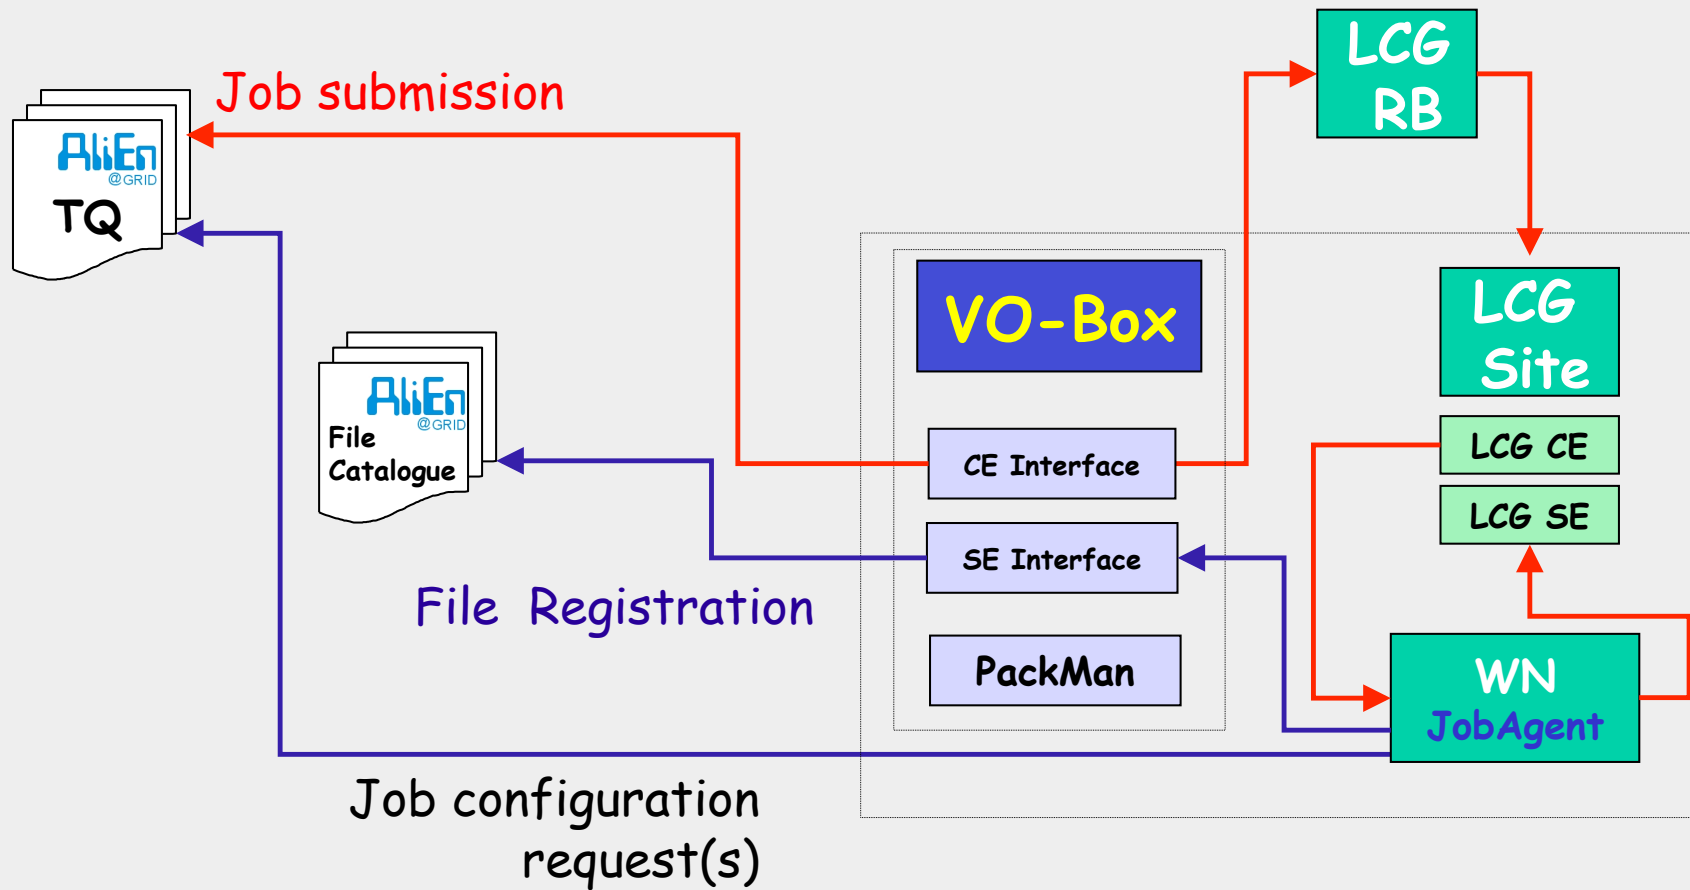 LCG
RB
Job submission
AliEn
@GRID
TQ
VO-Box
LCG
Site
AliEn
@GRID
File
Catalogue
CE Interface
LCG CE
LCG SE
SE Interface
File Registration
PackMan
WN
JobAgent
Job configuration
request(s)